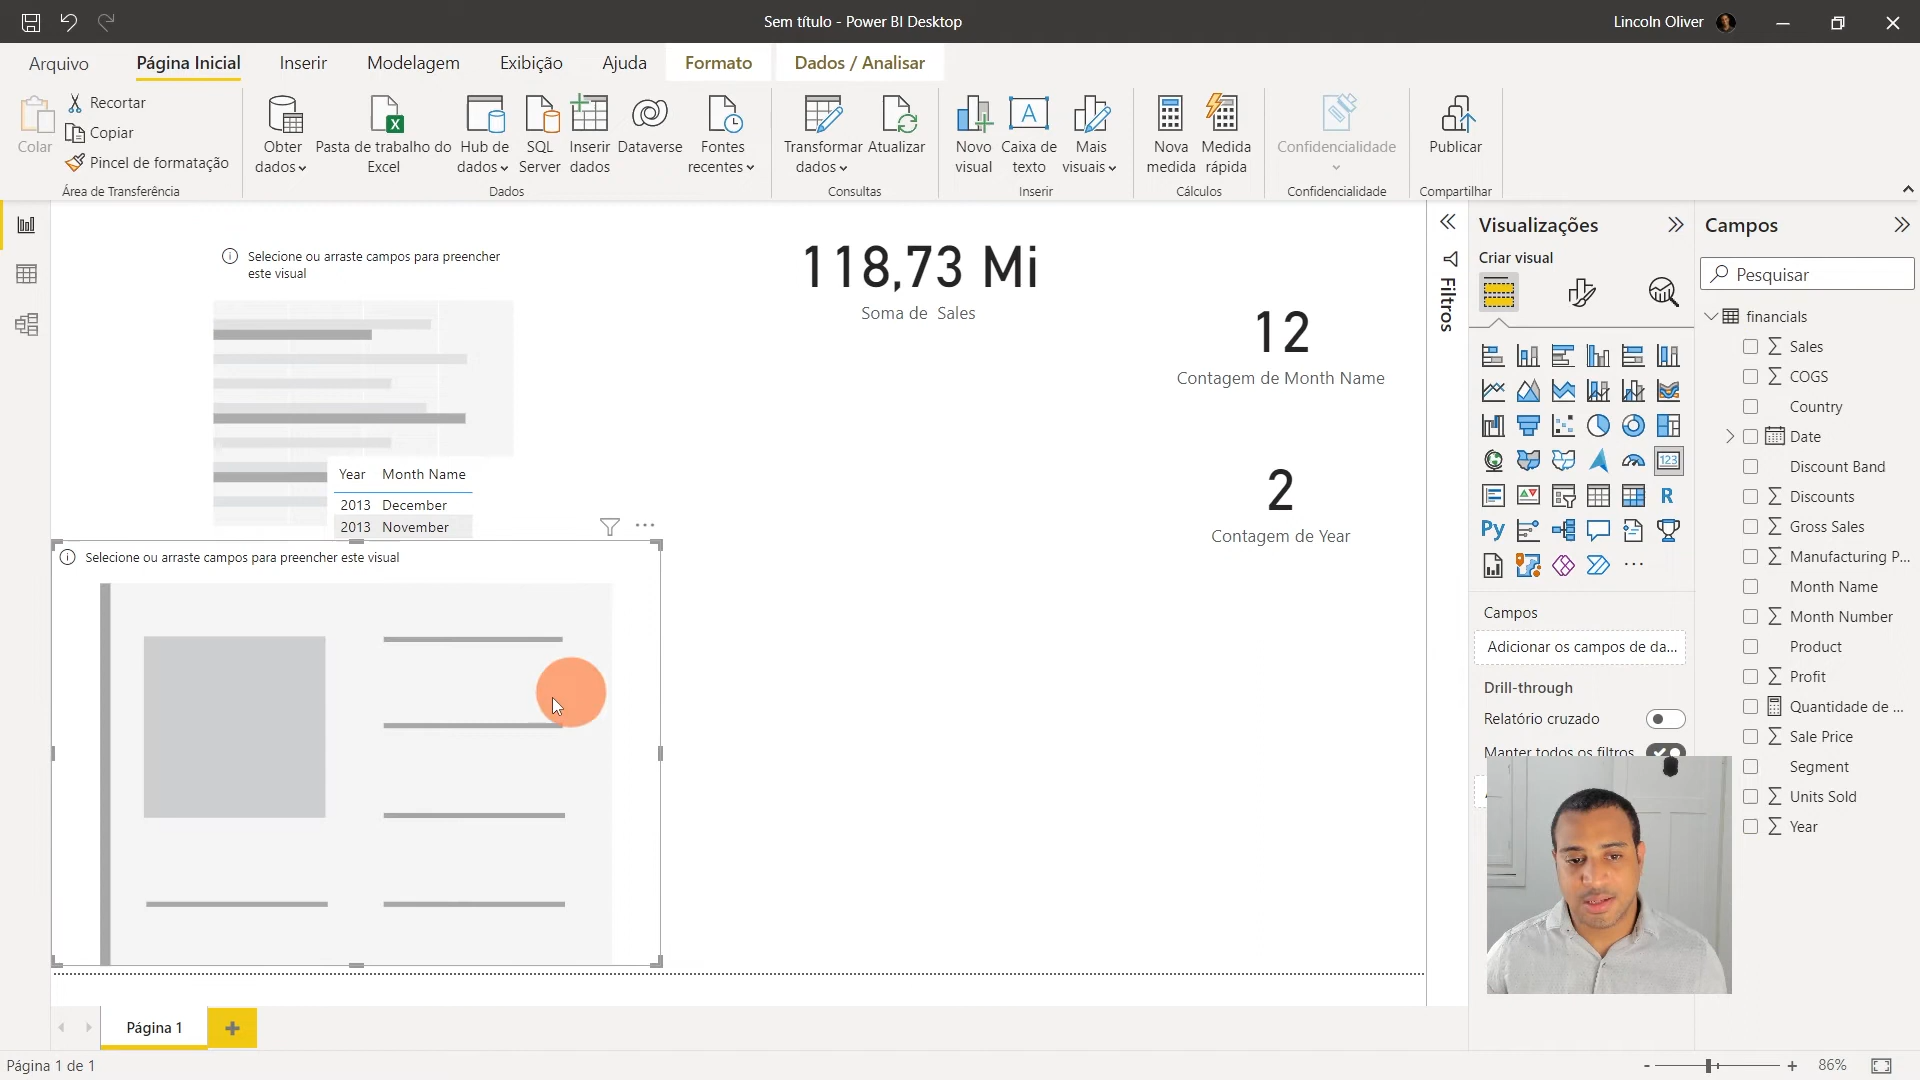 Sem título - Power BI Desktop
Lincoln Oliver
Arquivo
Página Inicial
Inserir
Modelagem
Exibição
Ajuda
Formato
Dados / Analisar
Colar
Recortar
Copiar
Pincel de formatação
Área de Transferência
Obter
dados
Pasta de trabalho do
Excel
Hub de
dados
SQL
Server
Inserir
dados
Dataverse
Fontes
recentes
Dados
Transformar
dados
Atualizar
Consultas
Novo
visual
Caixa de
texto
Mais
visuais
Inserir
Nova
medida
Medida
rápida
Cálculos
Confidencialidade
Confidencialidade
Publicar
Compartilhar
Selecione ou arraste campos para preencher
este visual
Year Month Name
2013 December
2013 November
Selecione ou arraste campos para preencher este visual
118,73 Mi
Soma de Sales
12
Contagem de Month Name
2
Contagem de Year
Filtros
Visualizações
Criar visual
123
R
Py
Campos
Adicionar os campos de da...
Drill-through
Relatório cruzado
Manter todos os filtros
Campos
Pesquisar
financials
Sales
COGS
Country
Date
Discount Band
Discounts
Gross Sales
Manufacturing P...
Month Name
Month Number
Product
Profit
Quantidade de ...
Sale Price
Segment
Units Sold
Year
Página 1
Página 1 de 1
86%